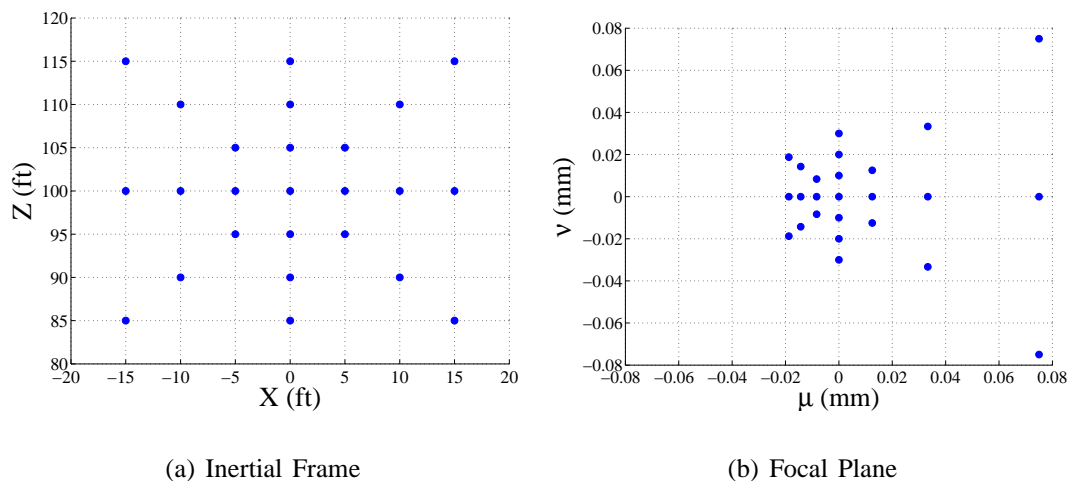 120
115
110
105
100
95
90
85
80
Z (ft)
−20 −15 −10 −5 0 5 10 15 20
X (ft)
(a) Inertial Frame
0.08
0.06
0.04
0.02
0
−0.02
−0.04
−0.06
−0.08
ν (mm)
−0.08 −0.06 −0.04 −0.02 0 0.02 0.04 0.06 0.08
μ (mm)
(b) Focal Plane